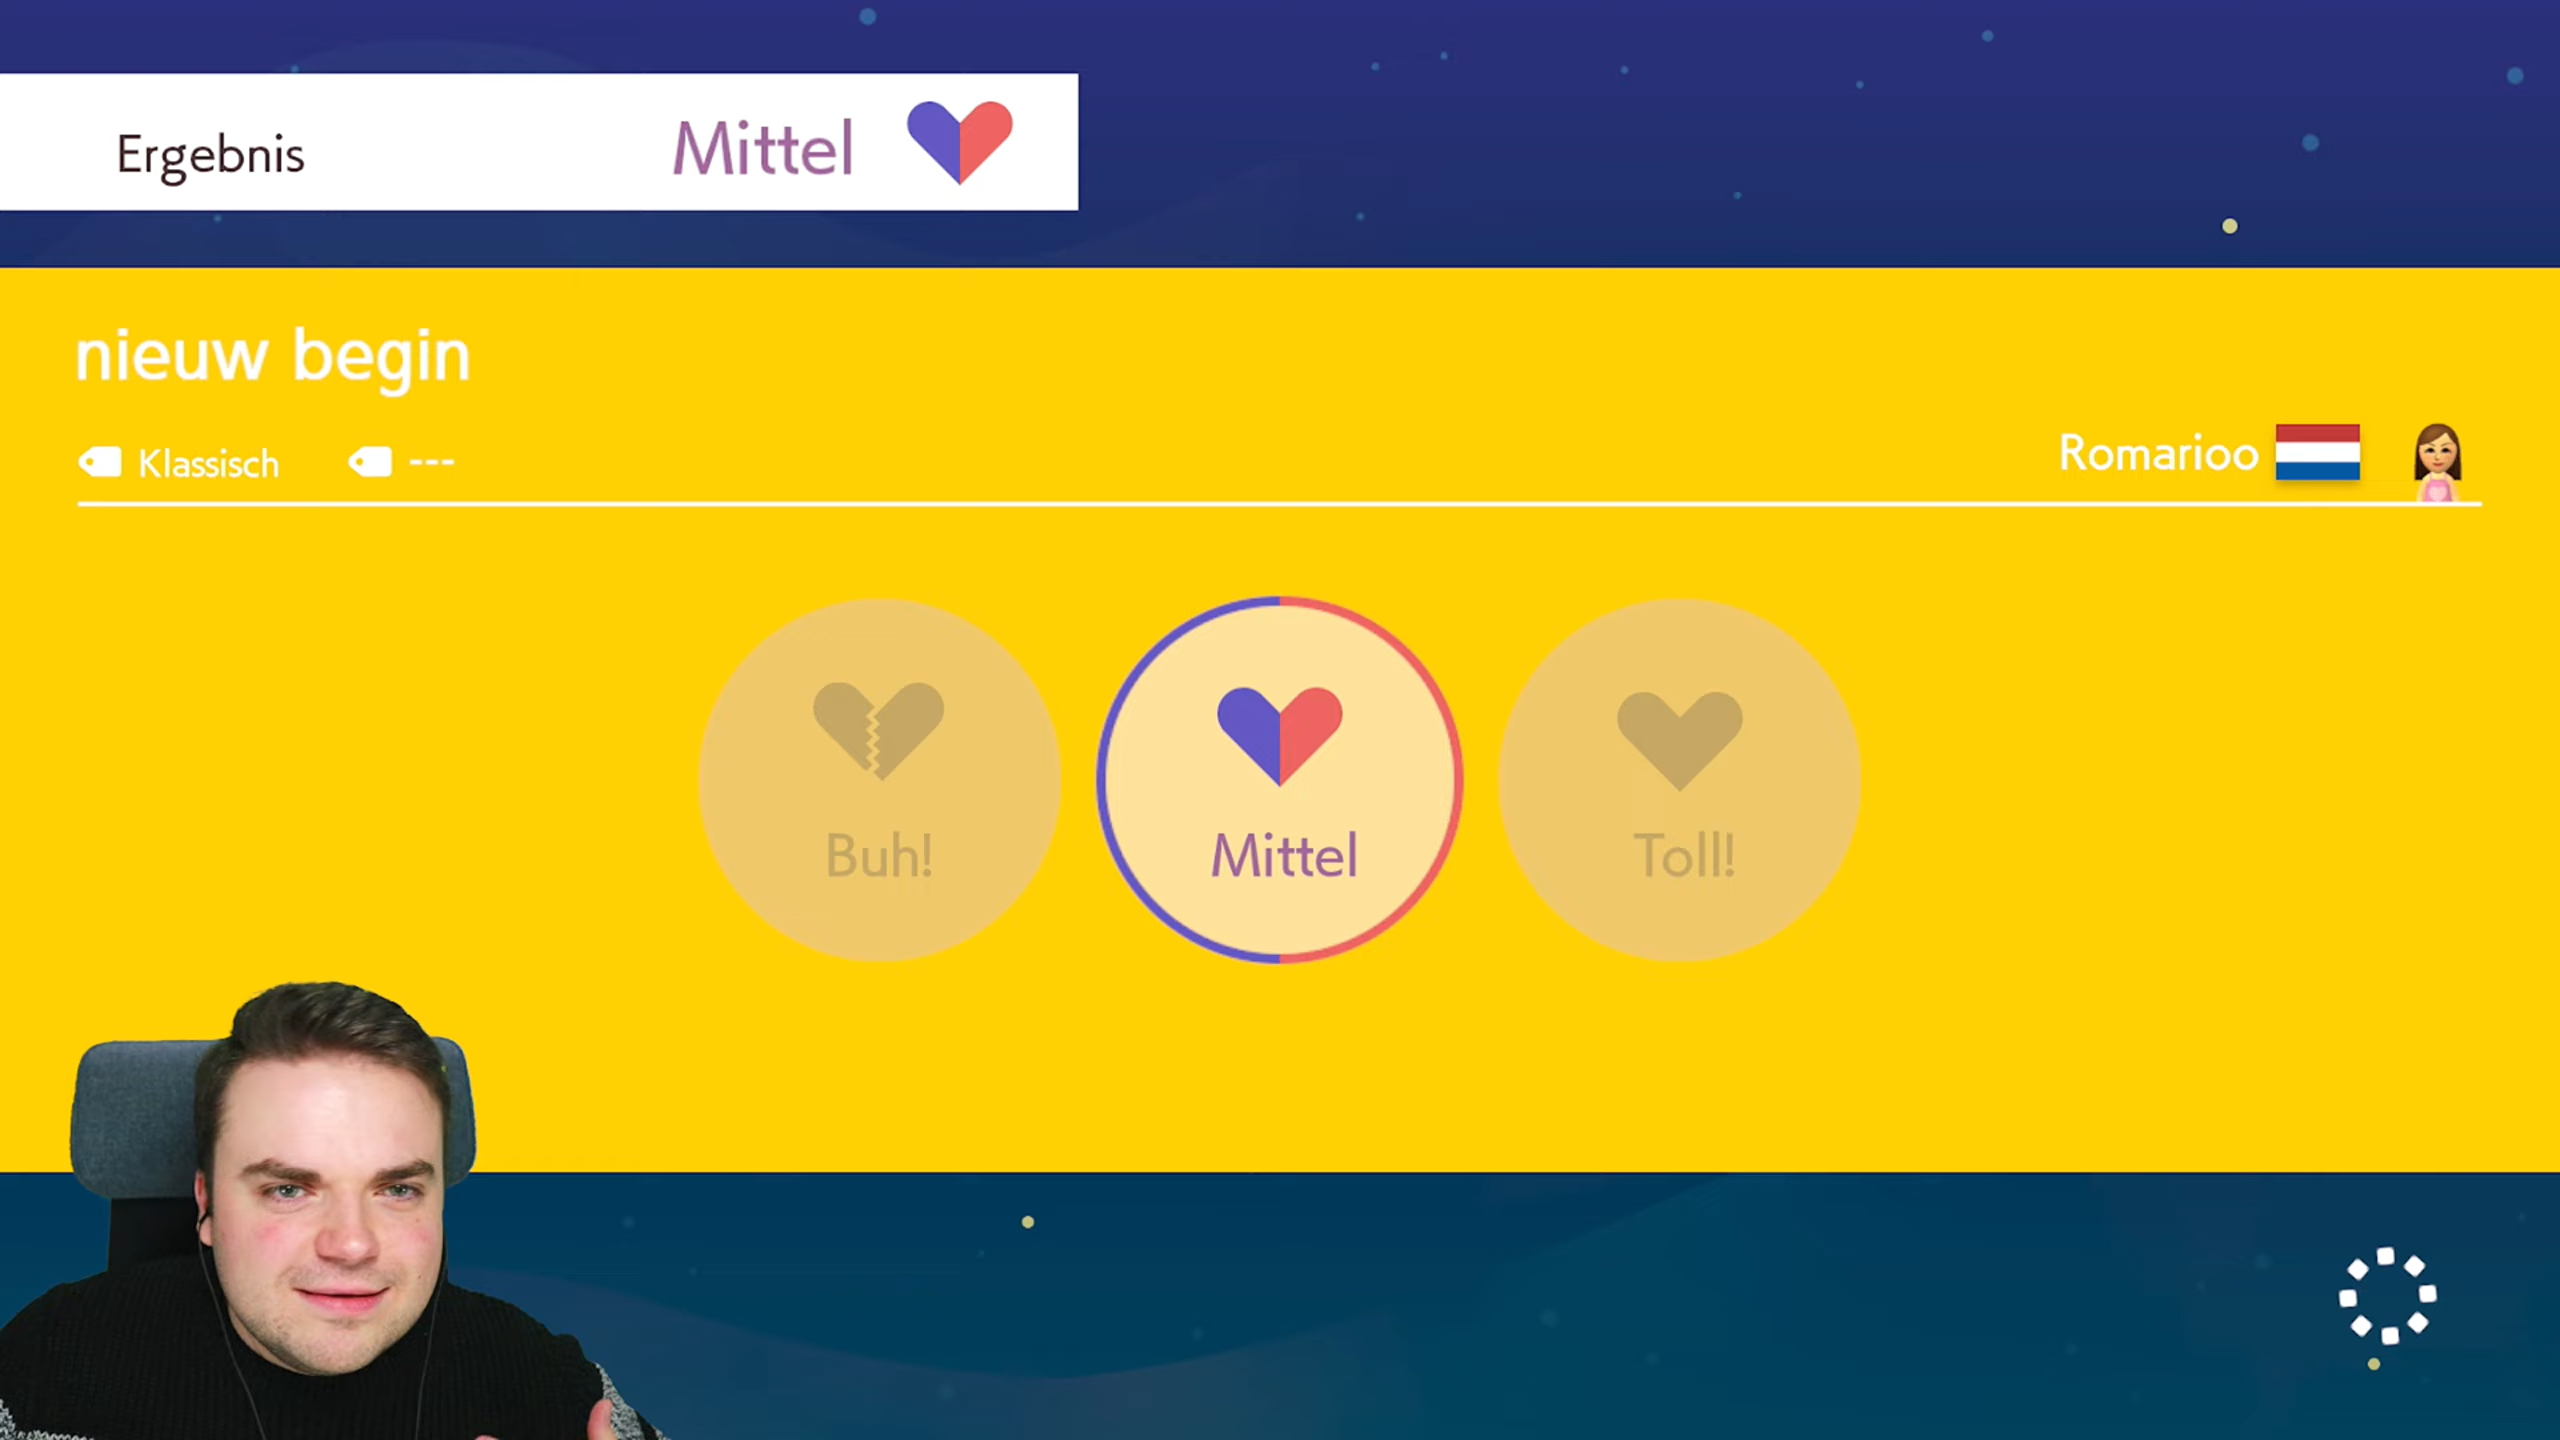 Ergebnis Mittel
nieuw begin
Klassisch ---
Romarioo
Buh! Mittel Toll!